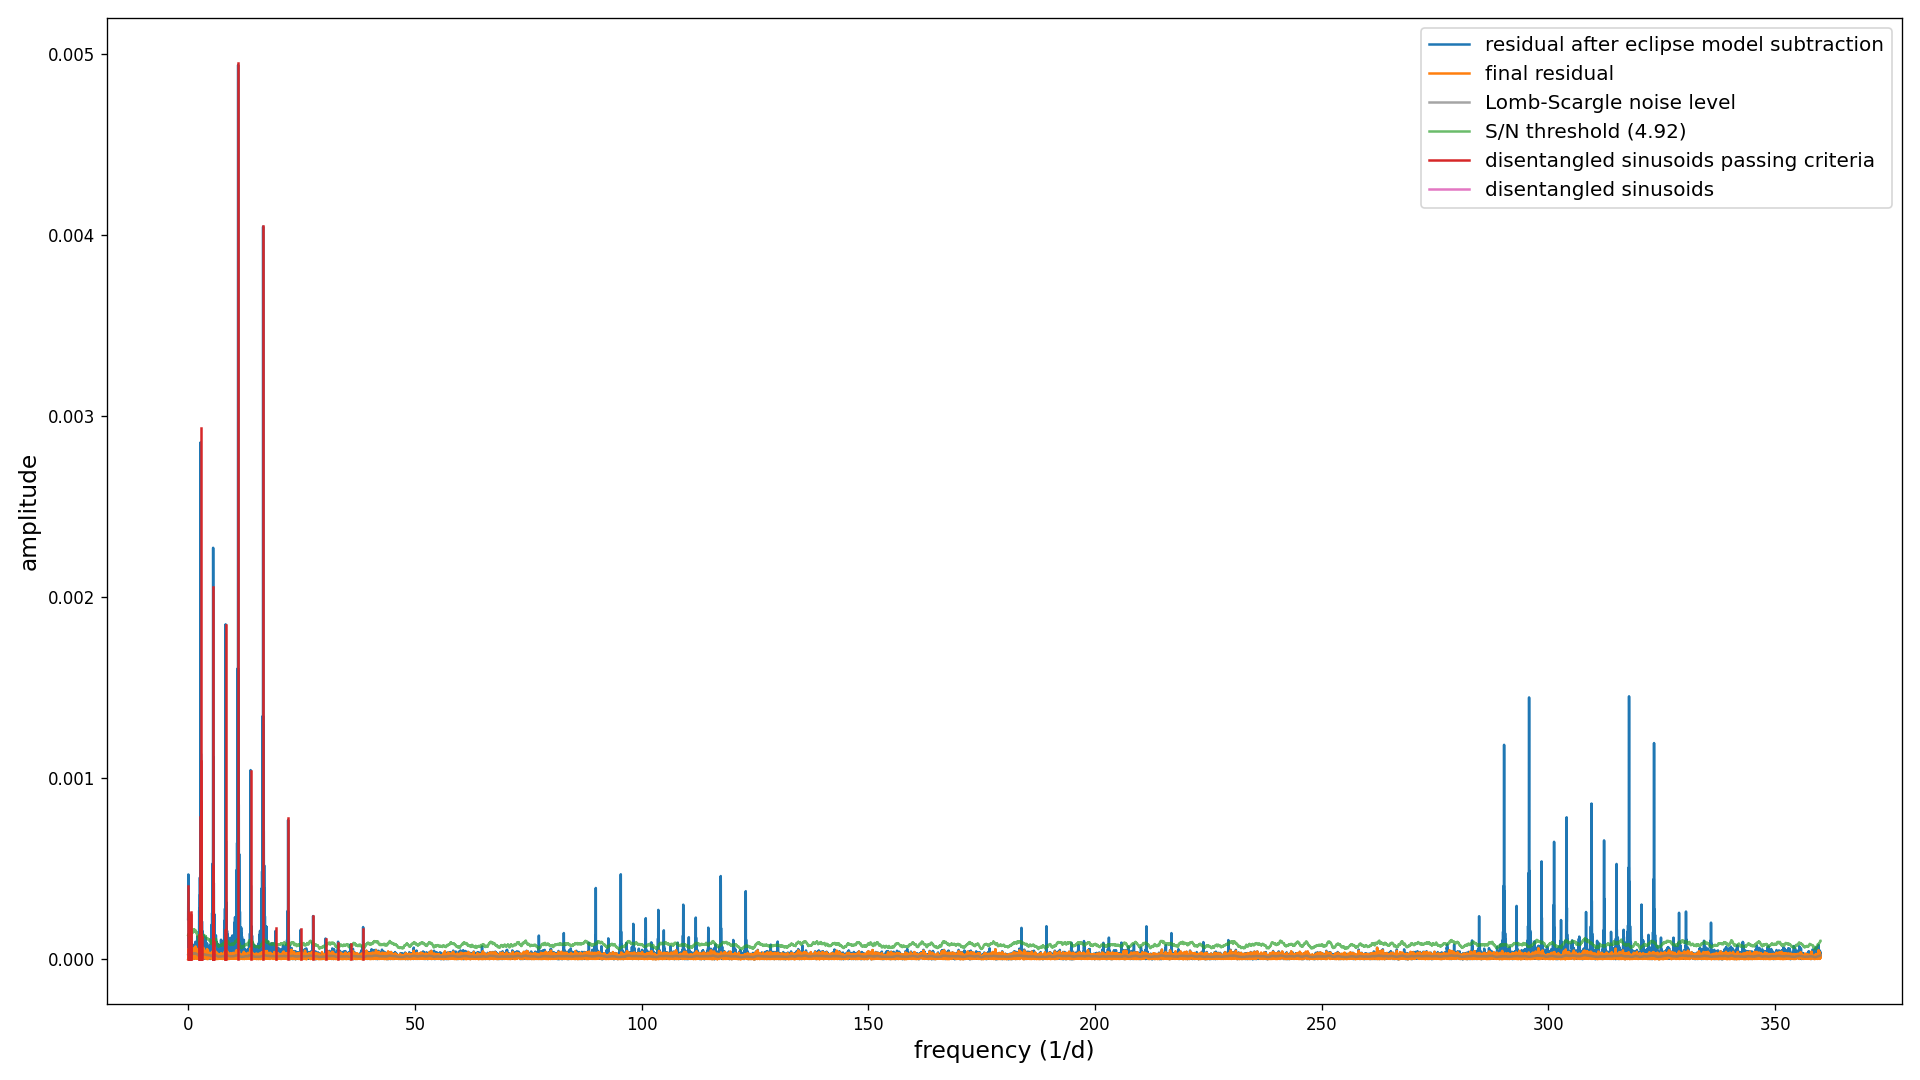 residual after eclipse model subtraction
final residual
Lomb-Scargle noise level
S/N threshold (4.92)
disentangled sinusoids passing criteria
disentangled sinusoids
0.005
0.004
0.003
0.002
0.001
0.000
amplitude
0 50 100 150 200 250 300 350
frequency (1/d)